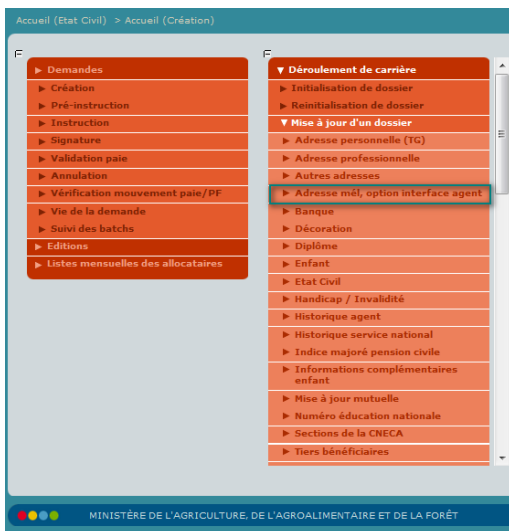 Accueil (Etat Civil) > Accueil (Création)
Demandes
Création
Pré-instruction
Instruction
Signature
Validation paie
Annulation
Vérification mouvement paie/PF
Vie de la demande
Suivi des batchs
Editions
Listes mensuelles des allocataires
Déroulement de carrière
Initialisation de dossier
Reinitialisation de dossier
Mise à jour d'un dossier
Adresse personnelle (TG)
Adresse professionnelle
Autres adresses
Adresse mél, option interface agent
Banque
Décoration
Diplôme
Enfant
Etat Civil
Handicap / Invalidité
Historique agent
Historique service national
Indice majoré pension civile
Informations complémentaires
enfant
Mise à jour mutuelle
Numéro éducation nationale
Sections de la CNECA
Tiers bénéficiaires
MINISTÈRE DE L'AGRICULTURE, DE L'AGROALIMENTAIRE ET DE LA FORÊT